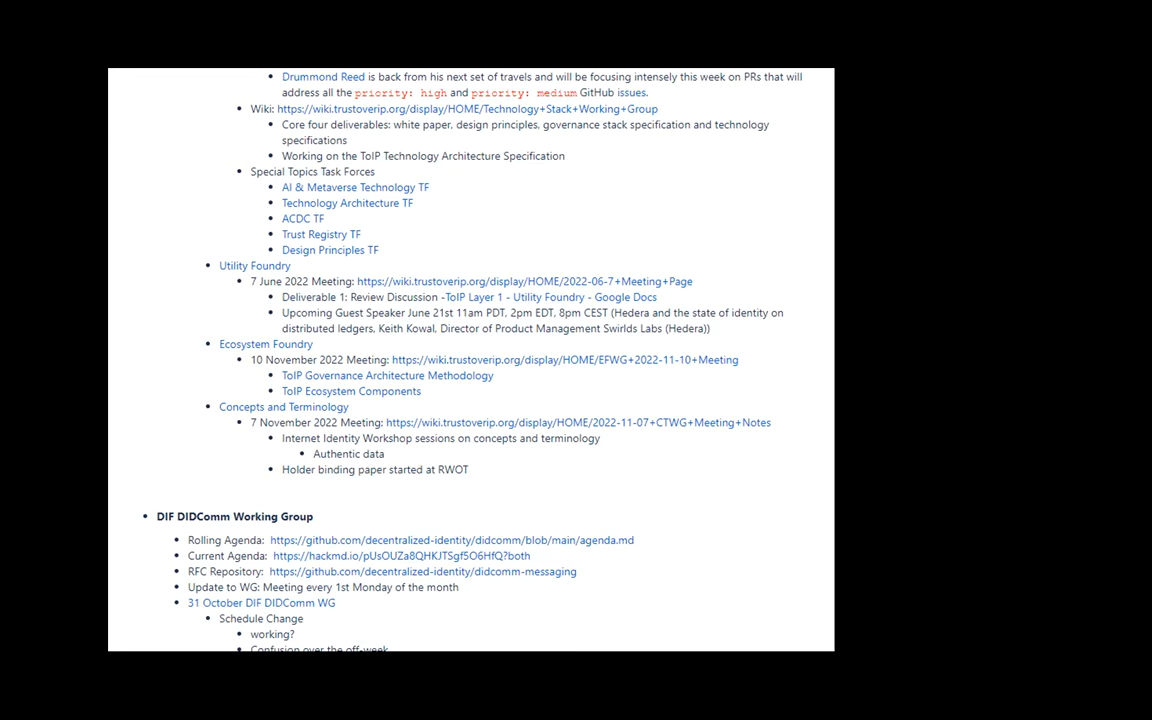 Drummond Reed is back from his next set of travels and will be focusing intensely this week on PRs that will
address all the priority: high and priority: medium GitHub issues.
Wiki: https://wiki.trustoverip.org/display/HOME/Technology+Stack+Working+Group
Core four deliverables: white paper, design principles, governance stack specification and technology
specifications
Working on the ToIP Technology Architecture Specification
Special Topics Task Forces
AI & Metaverse Technology TF
Technology Architecture TF
ACDC TF
Trust Registry TF
Design Principles TF
Utility Foundry
7 June 2022 Meeting: https://wiki.trustoverip.org/display/HOME/2022-06-7+Meeting+Page
Deliverable 1: Review Discussion -ToIP Layer 1 - Utility Foundry - Google Docs
Upcoming Guest Speaker June 21st 11am PDT, 2pm EDT, 8pm CEST (Hedera and the state of identity on
distributed ledgers, Keith Kowal, Director of Product Management Swirlds Labs (Hedera))
Ecosystem Foundry
10 November 2022 Meeting: https://wiki.trustoverip.org/display/HOME/EFWG+2022-11-10+Meeting
ToIP Governance Architecture Methodology
ToIP Ecosystem Components
Concepts and Terminology
7 November 2022 Meeting: https://wiki.trustoverip.org/display/HOME/2022-11-07+CTWG+Meeting+Notes
Internet Identity Workshop sessions on concepts and terminology
Authentic data
Holder binding paper started at RWOT
DIF DIDComm Working Group
Rolling Agenda: https://github.com/decentralized-identity/didcomm/blob/main/agenda.md
Current Agenda: https://hackmd.io/pUsOUZa8QHKJTSgf5O6HfQ?both
RFC Repository: https://github.com/decentralized-identity/didcomm-messaging
Update to WG: Meeting every 1st Monday of the month
31 October DIF DIDComm WG
Schedule Change
working?
Confusion over the off-week